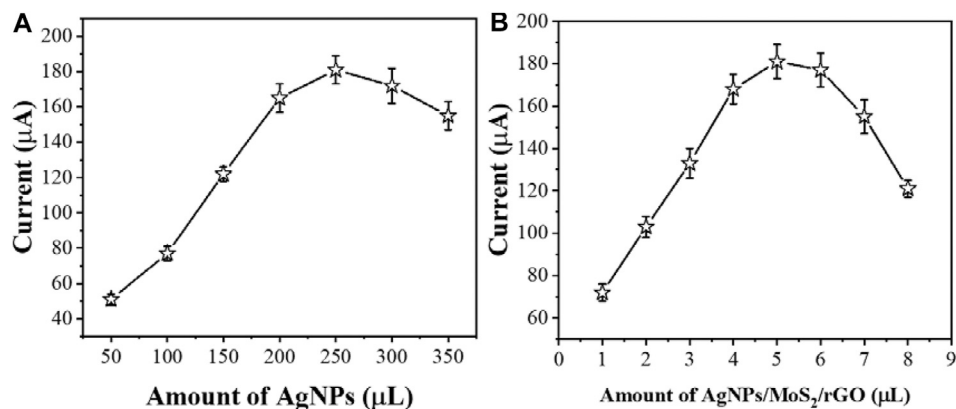 A
200
180
160
140
120
100
80
60
40
Current (μA)
50 100 150 200 250 300 350
Amount of AgNPs (μL)
B
200
180
160
140
120
100
80
60
Current (μA)
0 1 2 3 4 5 6 7 8 9
Amount of AgNPs/MoS₂/rGO (μL)